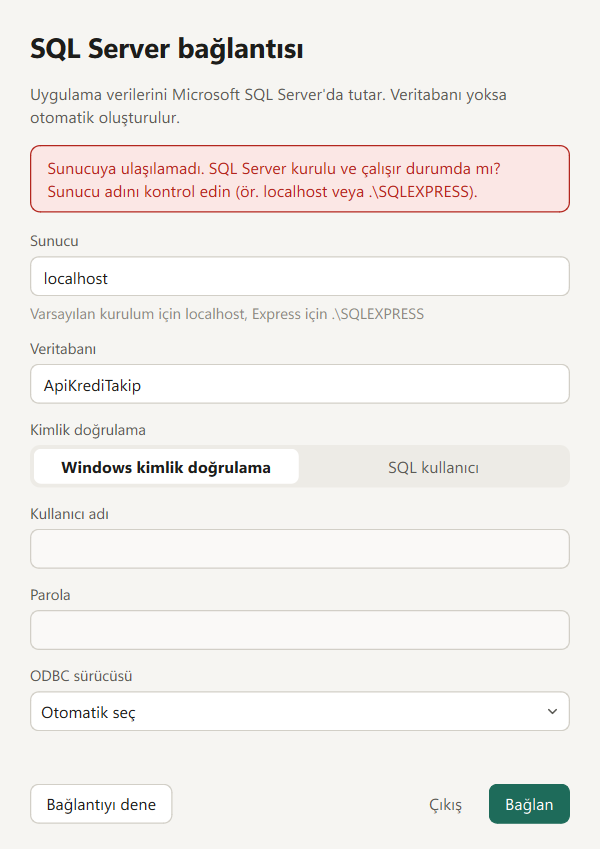 SQL Server bağlantısı
Uygulama verilerini Microsoft SQL Server'da tutar. Veritabanı yoksa
otomatik oluşturulur.
Sunucuya ulaşılamadı. SQL Server kurulu ve çalışır durumda mı?
Sunucu adını kontrol edin (ör. localhost veya .\SQLEXPRESS).
Sunucu
localhost
Varsayılan kurulum için localhost, Express için .\SQLEXPRESS
Veritabanı
ApiKrediTakip
Kimlik doğrulama
Windows kimlik doğrulama
SQL kullanıcı
Kullanıcı adı
Parola
ODBC sürücüsü
Otomatik seç
Bağlantıyı dene
Çıkış
Bağlan